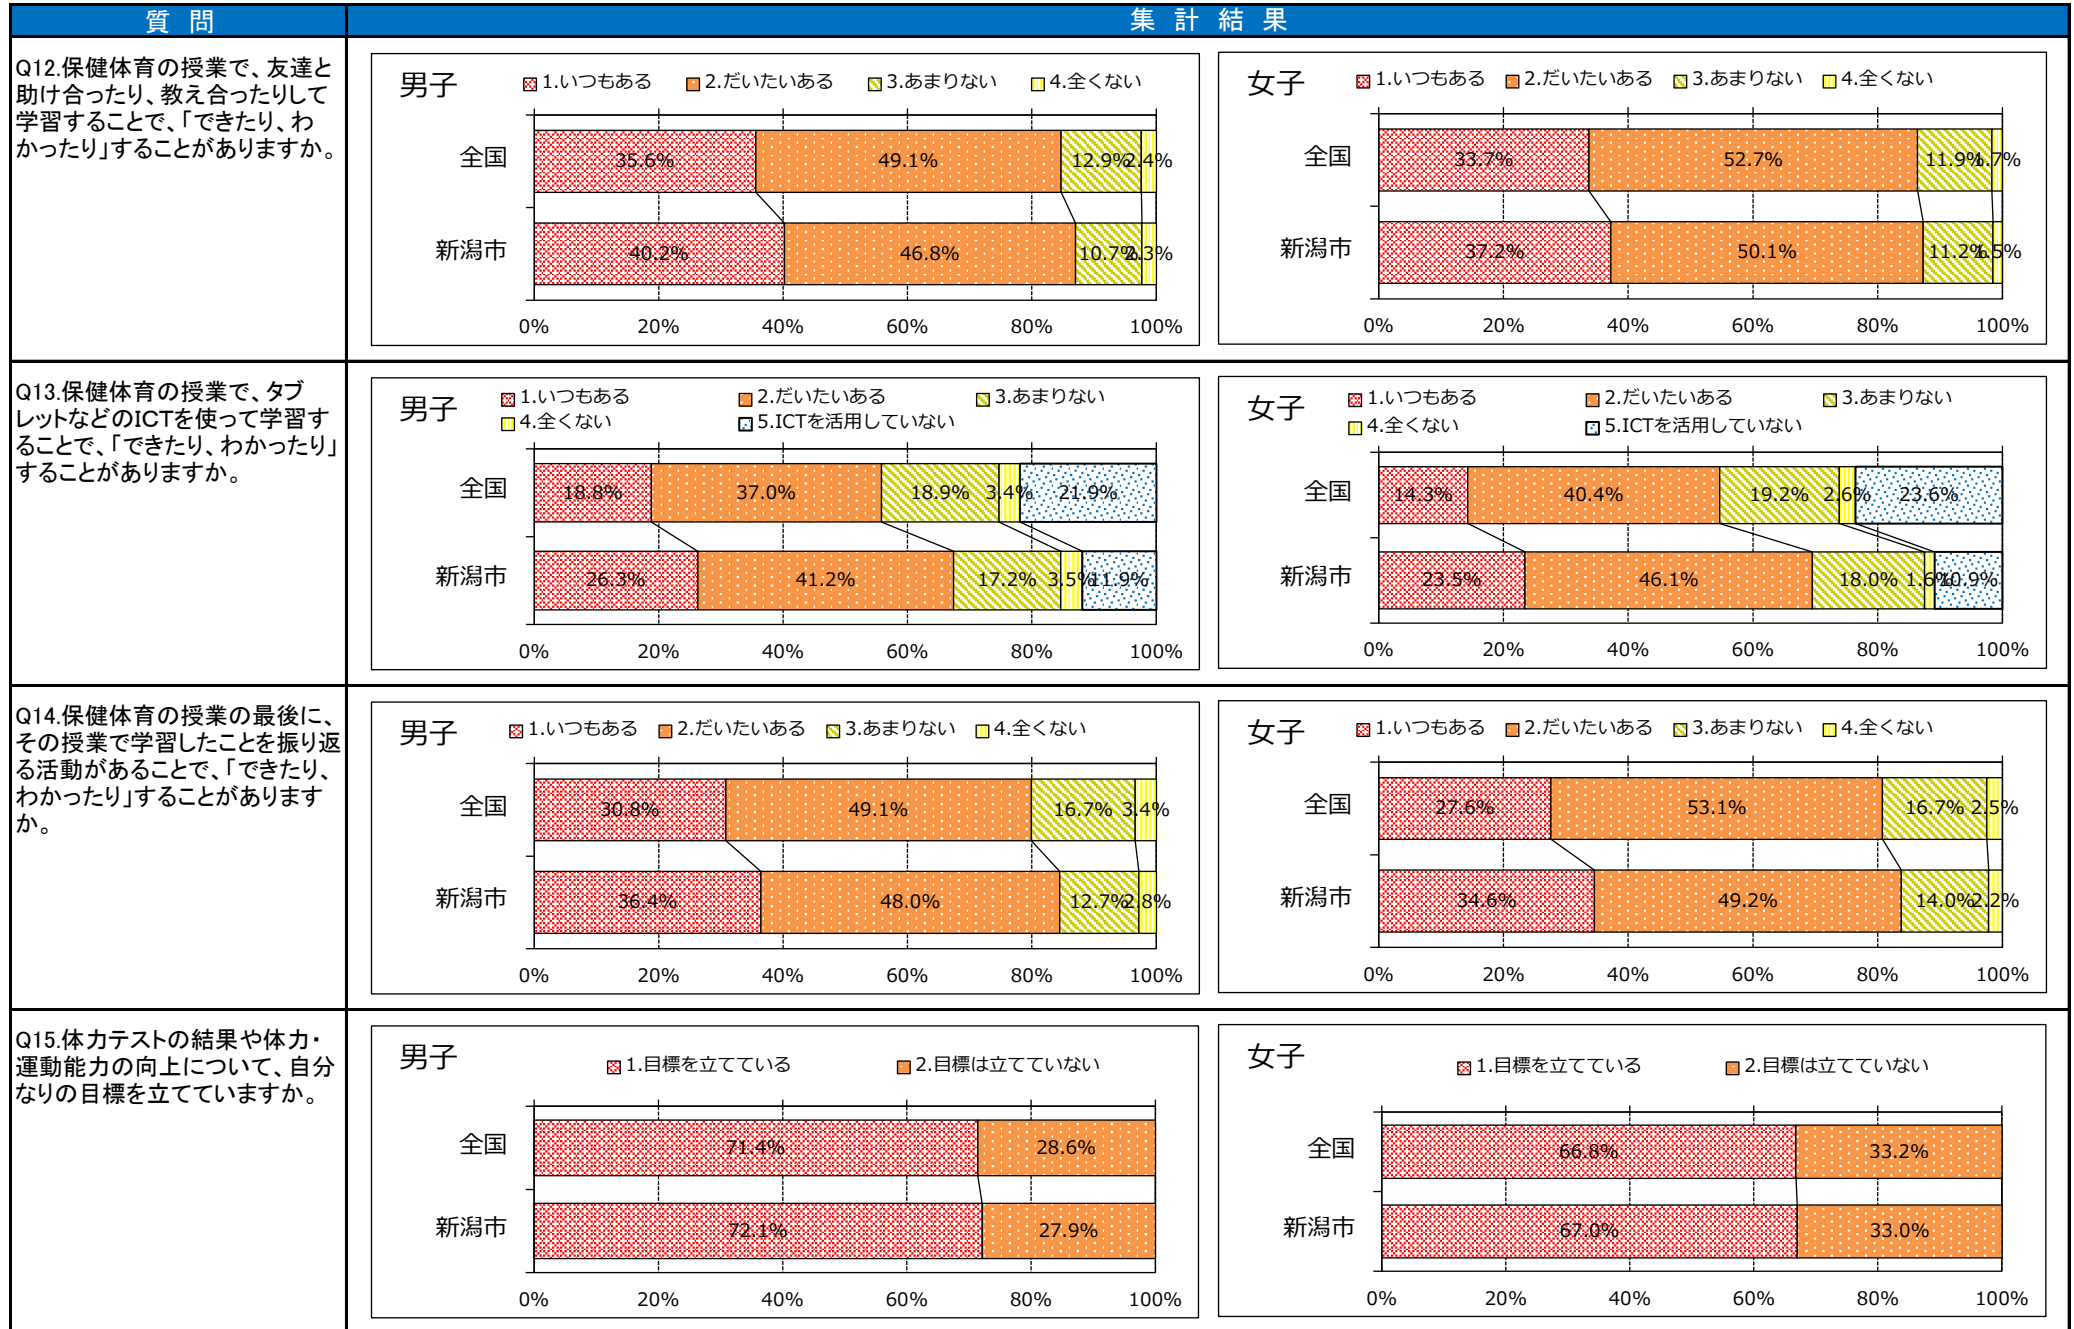 質 問
集 計 結 果
Q12.保健体育の授業で、友達と
助け合ったり、教え合ったりして
学習することで、「できたり、わ
かったり」することがありますか。
男子
1.いつもある 2.だいたいある 3.あまりない 4.全くない
全国
35.6% 49.1% 12.9% 2.4%
新潟市
40.2% 46.8% 10.7% 2.3%
0% 20% 40% 60% 80% 100%
女子
1.いつもある 2.だいたいある 3.あまりない 4.全くない
全国
33.7% 52.7% 11.9% 1.7%
新潟市
37.2% 50.1% 11.2% 1.5%
0% 20% 40% 60% 80% 100%
Q13.保健体育の授業で、タブ
レットなどのICTを使って学習す
ることで、「できたり、わかったり」
することがありますか。
男子
1.いつもある 2.だいたいある 3.あまりない
4.全くない 5.ICTを活用していない
全国
18.8% 37.0% 18.9% 3.4% 21.9%
新潟市
26.3% 41.2% 17.2% 3.5% 11.9%
0% 20% 40% 60% 80% 100%
女子
1.いつもある 2.だいたいある 3.あまりない
4.全くない 5.ICTを活用していない
全国
14.3% 40.4% 19.2% 2.6% 23.6%
新潟市
23.5% 46.1% 18.0% 1.6% 10.9%
0% 20% 40% 60% 80% 100%
Q14.保健体育の授業の最後に、
その授業で学習したことを振り返
る活動があることで、「できたり、
わかったり」することがあります
か。
男子
1.いつもある 2.だいたいある 3.あまりない 4.全くない
全国
30.8% 49.1% 16.7% 3.4%
新潟市
36.4% 48.0% 12.7% 2.8%
0% 20% 40% 60% 80% 100%
女子
1.いつもある 2.だいたいある 3.あまりない 4.全くない
全国
27.6% 53.1% 16.7% 2.5%
新潟市
34.6% 49.2% 14.0% 2.2%
0% 20% 40% 60% 80% 100%
Q15.体力テストの結果や体力・
運動能力の向上について、自分
なりの目標を立てていますか。
男子
1.目標を立てている 2.目標は立てていない
全国
71.4% 28.6%
新潟市
72.1% 27.9%
0% 20% 40% 60% 80% 100%
女子
1.目標を立てている 2.目標は立てていない
全国
66.8% 33.2%
新潟市
67.0% 33.0%
0% 20% 40% 60% 80% 100%